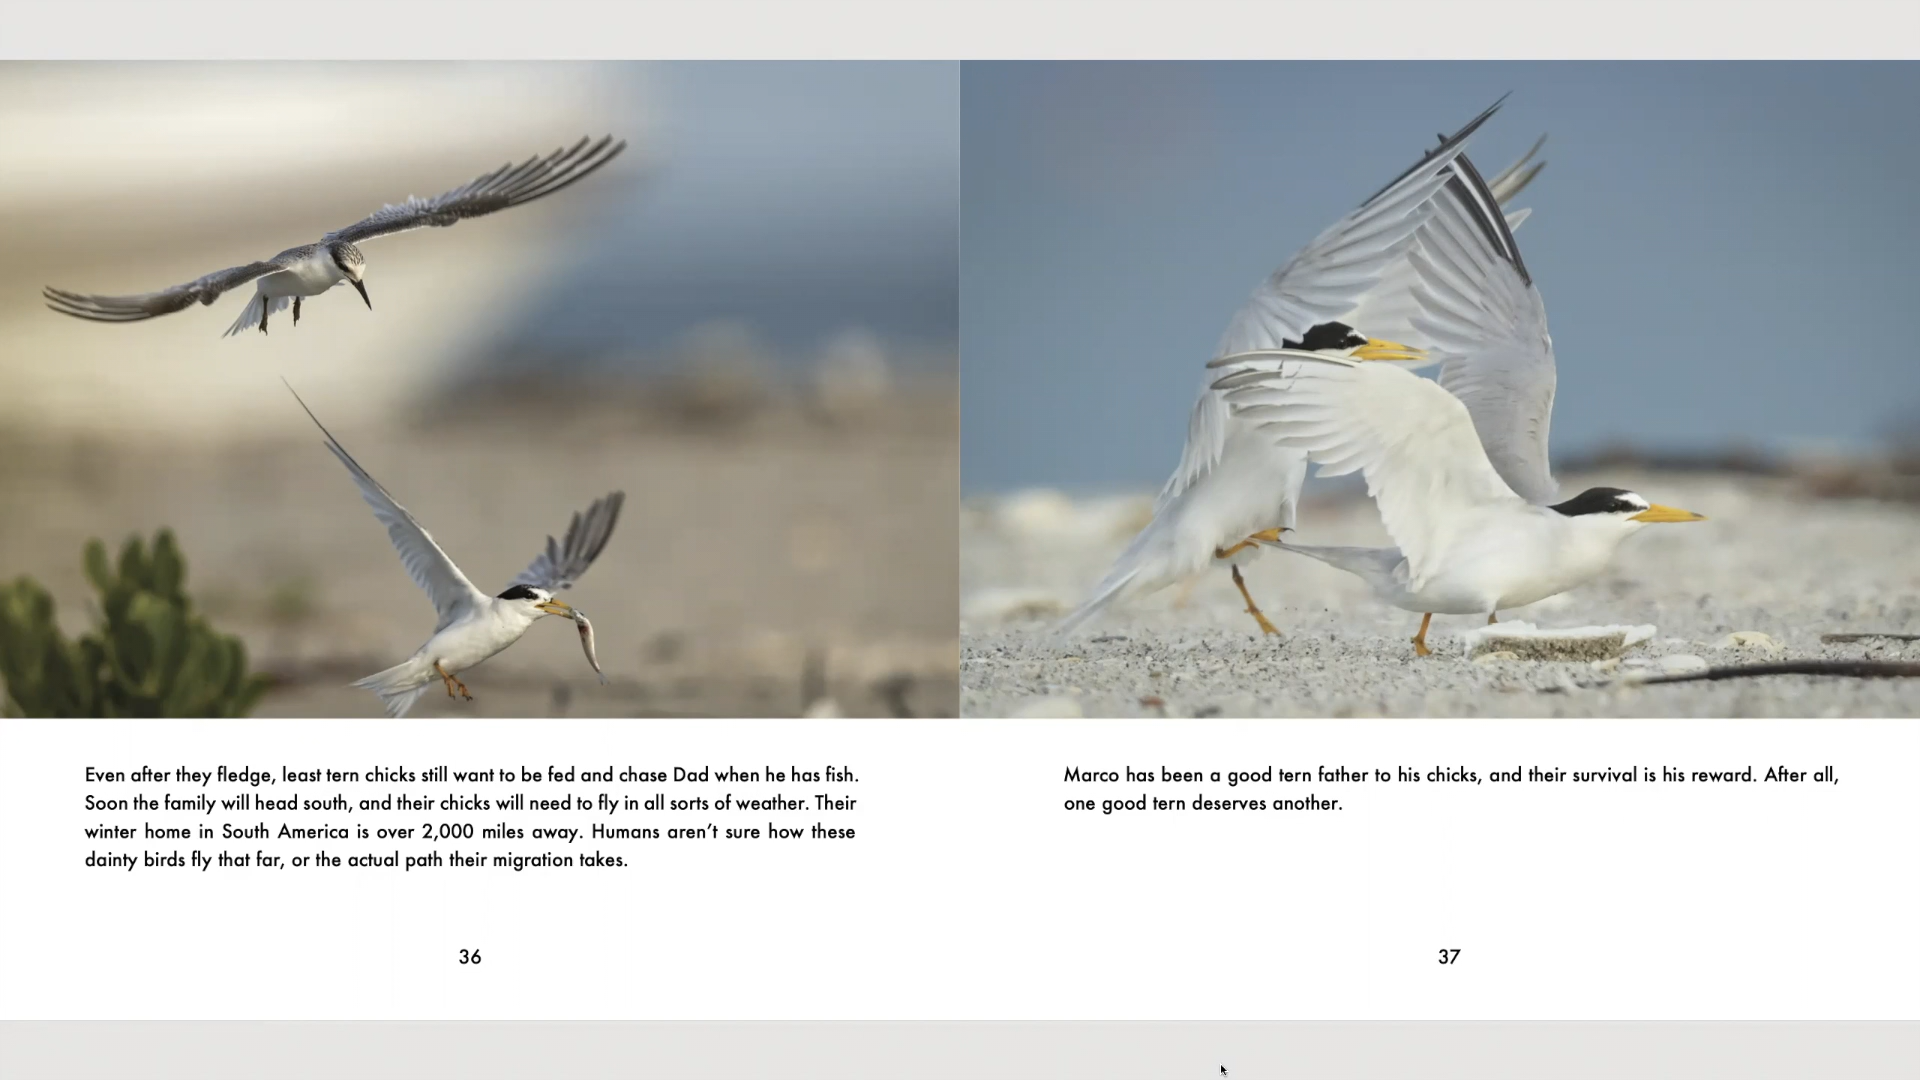 Even after they fledge, least tern chicks still want to be fed and chase Dad when he has fish.
Soon the family will head south, and their chicks will need to fly in all sorts of weather. Their
winter home in South America is over 2,000 miles away. Humans aren't sure how these
dainty birds fly that far, or the actual path their migration takes.
36
Marco has been a good tern father to his chicks, and their survival is his reward. After all,
one good tern deserves another.
37